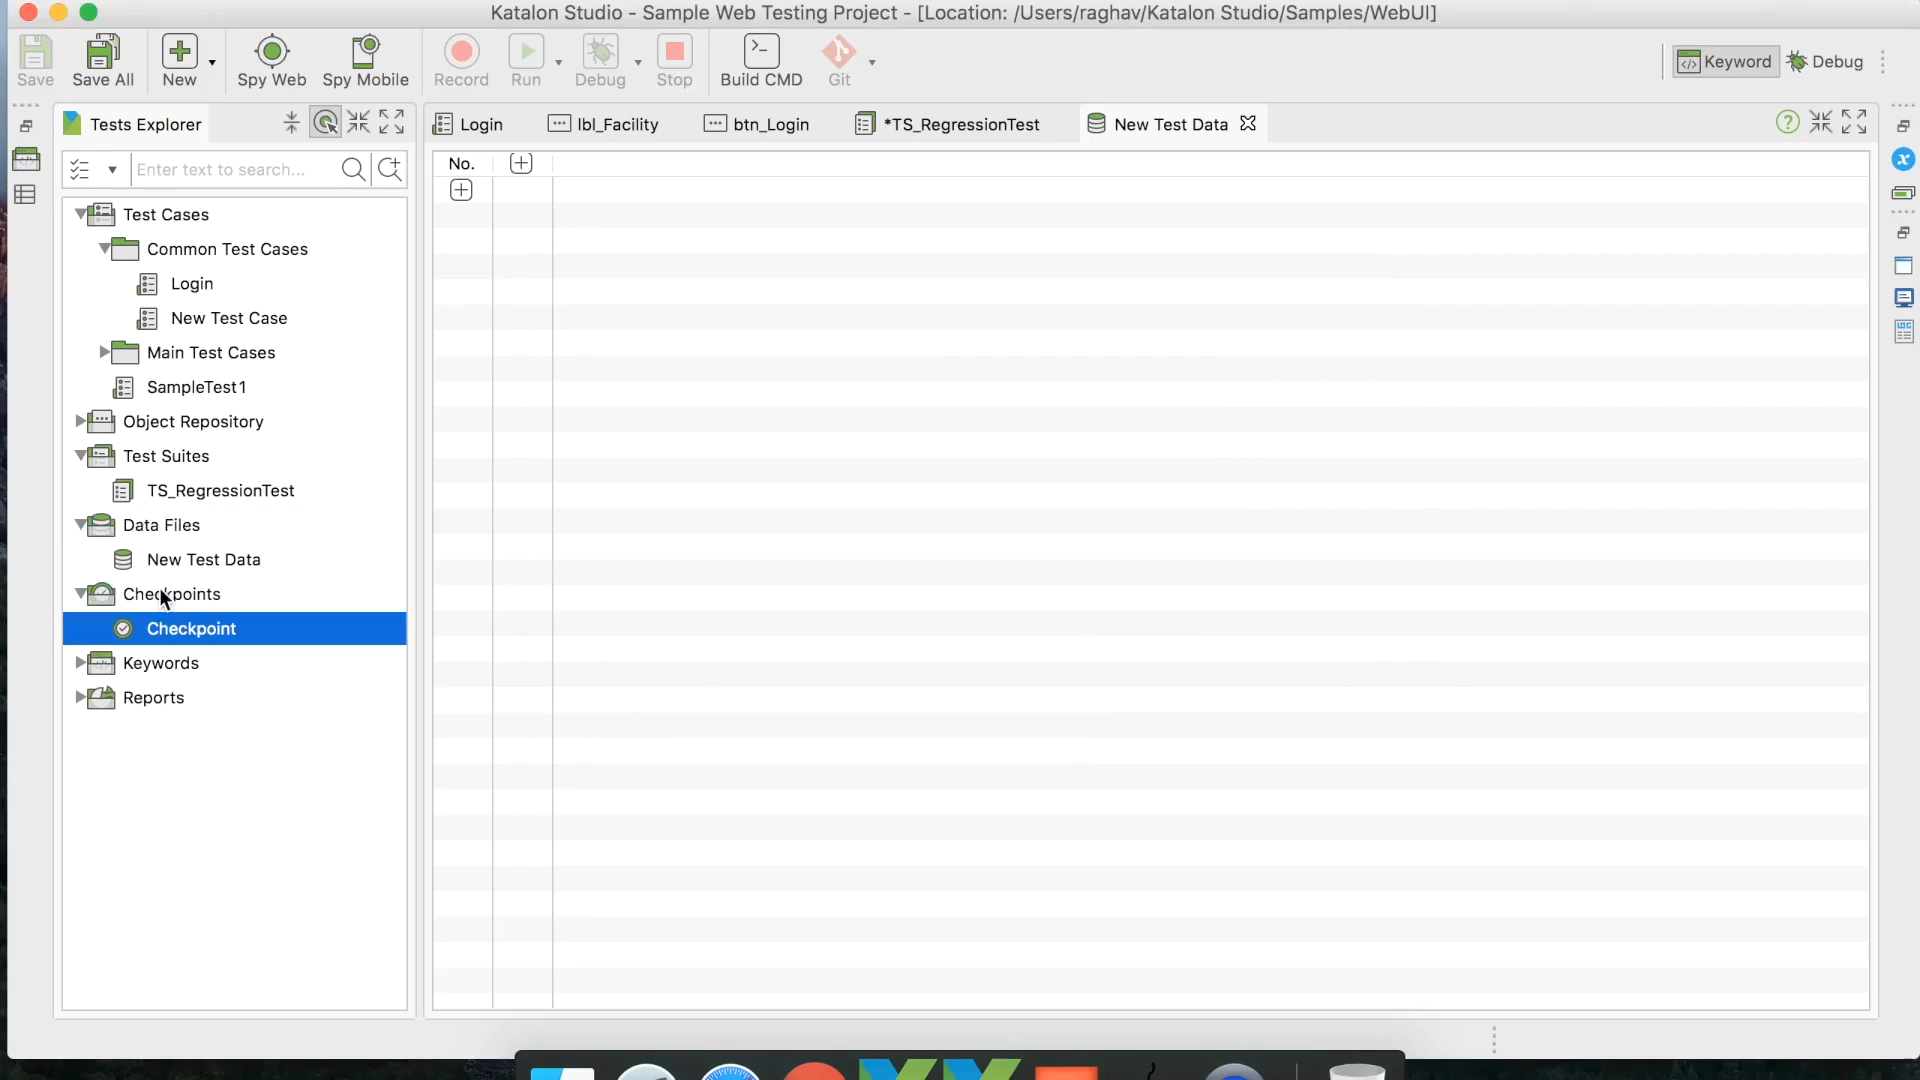 Katalon Studio - Sample Web Testing Project - [Location: /Users/raghav/Katalon Studio/Samples/WebUI]
Save
Save All
New
Spy Web
Spy Mobile
Record
Run
Debug
Stop
Build CMD
Git
Keyword
Debug
Tests Explorer
Login
lbl_Facility
btn_Login
*TS_RegressionTest
New Test Data
Enter text to search...
No.
Test Cases
Common Test Cases
Login
New Test Case
Main Test Cases
SampleTest1
Object Repository
Test Suites
TS_RegressionTest
Data Files
New Test Data
Checkpoints
Checkpoint
Keywords
Reports